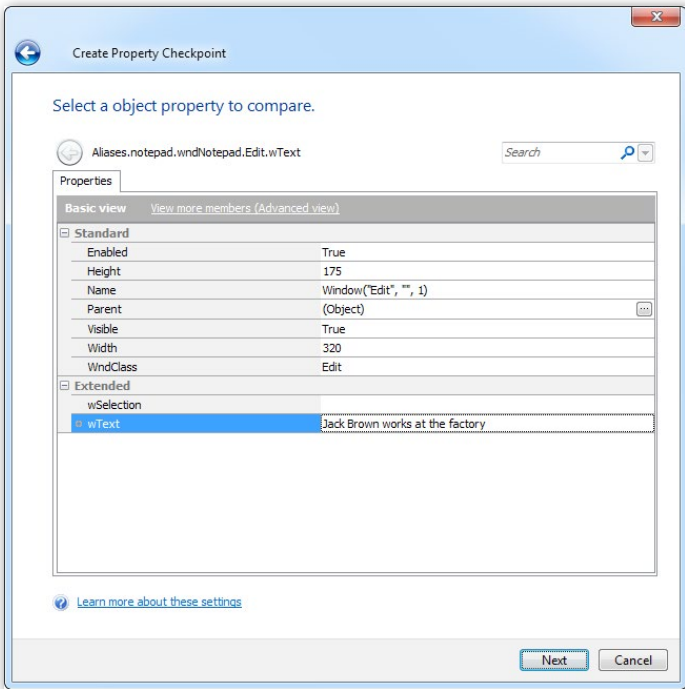 Create Property Checkpoint
Select a object property to compare.
Aliases.notepad.wndNotepad.Edit.wText
Search
Properties
Basic view View more members (Advanced view)
Standard
Enabled True
Height 175
Name Window("Edit", "", 1)
Parent (Object) ...
Visible True
Width 320
WndClass Edit
Extended
wSelection
wText Jack Brown works at the factory
Learn more about these settings
Next Cancel